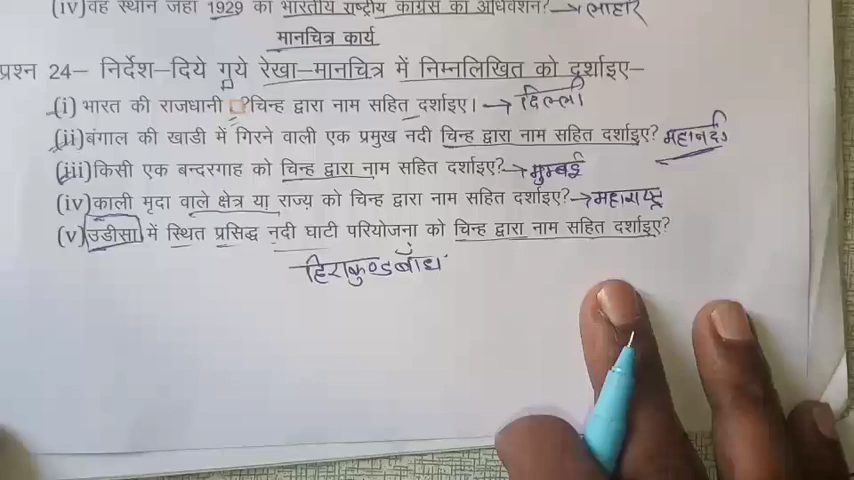 (iv) वह स्थान जहाँ 1929 का भारतीय राष्ट्रीय कांग्रेस का अधिवेशन? → लाहौर
मानचित्र कार्य
प्रश्न 24– निर्देश–दिये गये रेखा–मानचित्र में निम्नलिखित को दर्शाइए–
(i) भारत की राजधानी ? चिन्ह द्वारा नाम सहित दर्शाइए। → दिल्ली
(ii) बंगाल की खाडी में गिरने वाली एक प्रमुख नदी चिन्ह द्वारा नाम सहित दर्शाइए? महानदी
(iii) किसी एक बन्दरगाह को चिन्ह द्वारा नाम सहित दर्शाइए? → मुम्बई
(iv) काली मृदा वाले क्षेत्र या राज्य को चिन्ह द्वारा नाम सहित दर्शाइए? → महाराष्ट्र
(v) उडीसा में स्थित प्रसिद्ध नदी घाटी परियोजना को चिन्ह द्वारा नाम सहित दर्शाइए?
हिराकुण्ड बाँध